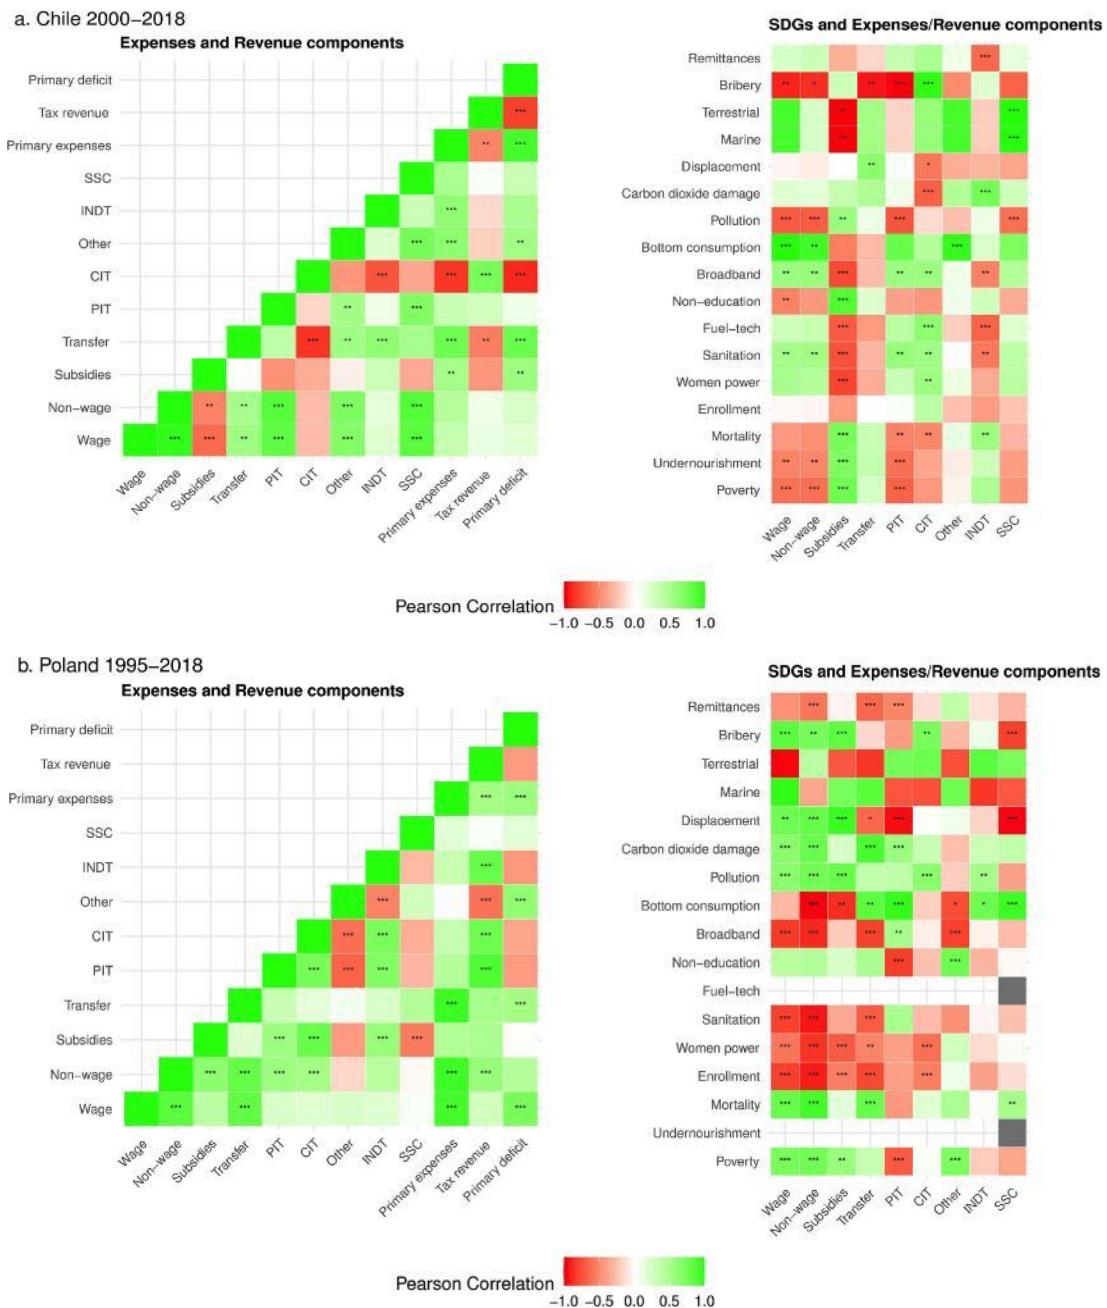 a. Chile 2000−2018
Expenses and Revenue components
Primary deficit
Tax revenue
Primary expenses
SSC
INDT
Other
CIT
PIT
Transfer
Subsidies
Non−wage
Wage
Wage
Non−wage
Subsidies
Transfer
PIT
CIT
Other
INDT
SSC
Primary expenses
Tax revenue
Primary deficit
SDGs and Expenses/Revenue components
Remittances
Bribery
Terrestrial
Marine
Displacement
Carbon dioxide damage
Pollution
Bottom consumption
Broadband
Non−education
Fuel−tech
Sanitation
Women power
Enrollment
Mortality
Undernourishment
Poverty
Wage
Non−wage
Subsidies
Transfer
PIT
CIT
Other
INDT
SSC
Pearson Correlation
−1.0 −0.5 0.0 0.5 1.0
b. Poland 1995−2018
Expenses and Revenue components
Primary deficit
Tax revenue
Primary expenses
SSC
INDT
Other
CIT
PIT
Transfer
Subsidies
Non−wage
Wage
Wage
Non−wage
Subsidies
Transfer
PIT
CIT
Other
INDT
SSC
Primary expenses
Tax revenue
Primary deficit
SDGs and Expenses/Revenue components
Remittances
Bribery
Terrestrial
Marine
Displacement
Carbon dioxide damage
Pollution
Bottom consumption
Broadband
Non−education
Fuel−tech
Sanitation
Women power
Enrollment
Mortality
Undernourishment
Poverty
Wage
Non−wage
Subsidies
Transfer
PIT
CIT
Other
INDT
SSC
Pearson Correlation
−1.0 −0.5 0.0 0.5 1.0